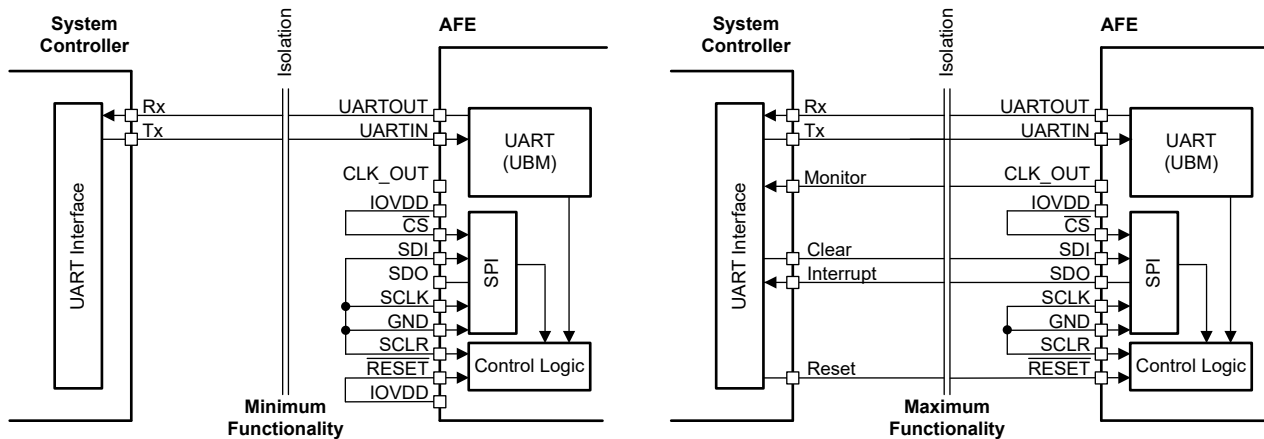 System
Controller
Isolation
AFE
Rx
UARTOUT
Tx
UARTIN
UART
(UBM)
CLK_OUT
IOVDD
CS
SDI
SDO
SCLK
GND
SCLR
RESET
IOVDD
UART Interface
SPI
Control Logic
Minimum
Functionality
System
Controller
Isolation
AFE
Rx
UARTOUT
Tx
UARTIN
UART
(UBM)
Monitor
CLK_OUT
IOVDD
CS
Clear
SDI
Interrupt
SDO
SCLK
GND
SCLR
Reset
RESET
UART Interface
SPI
Control Logic
Maximum
Functionality